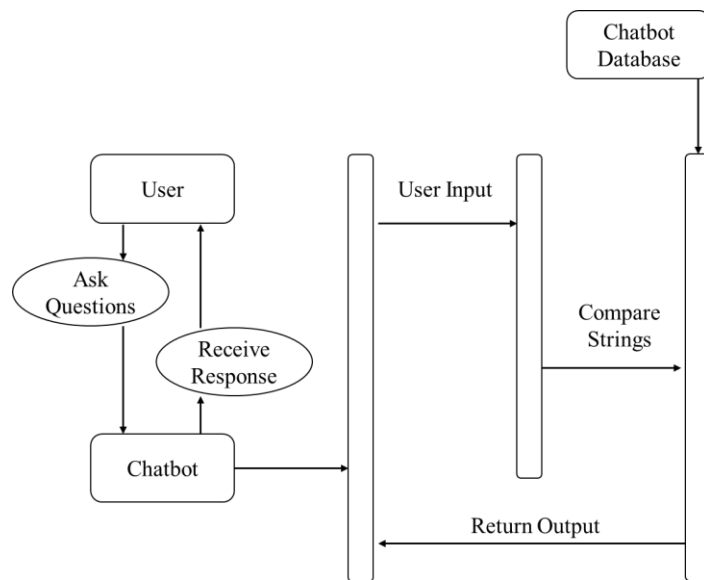 Chatbot
Database
User
User Input
Ask
Questions
Compare
Strings
Receive
Response
Chatbot
Return Output